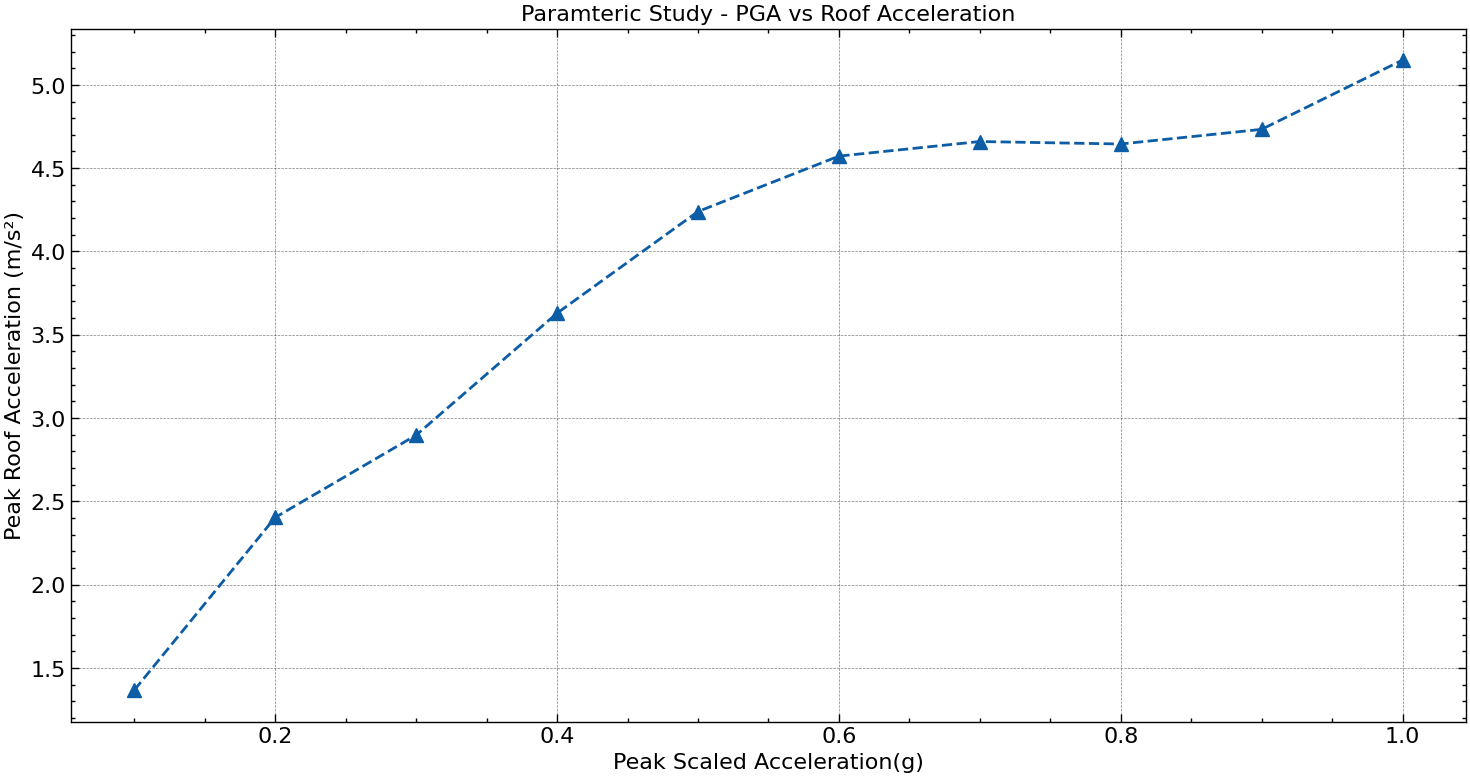 Paramteric Study - PGA vs Roof Acceleration
Peak Roof Acceleration (m/s²)
5.0
4.5
4.0
3.5
3.0
2.5
2.0
1.5
0.2 0.4 0.6 0.8 1.0
Peak Scaled Acceleration(g)